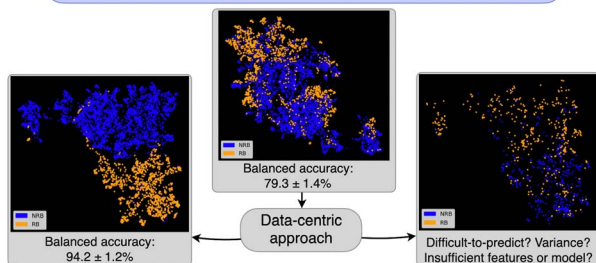 NRB
RB
Balanced accuracy:
79.3 ± 1.4%
NRB
RB
Balanced accuracy:
94.2 ± 1.2%
Data-centric
approach
NRB
RB
Difficult-to-predict? Variance?
Insufficient features or model?